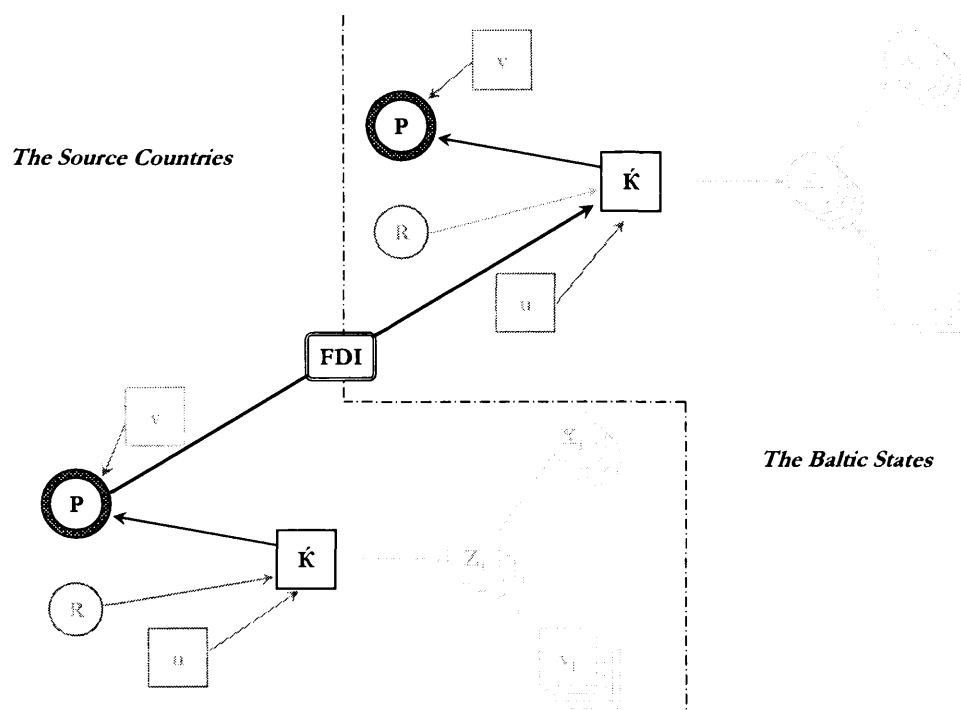 v
P
The Source Countries
Ḱ
R
u
FDI
v
The Baltic States
P
Ḱ
Z
R
u